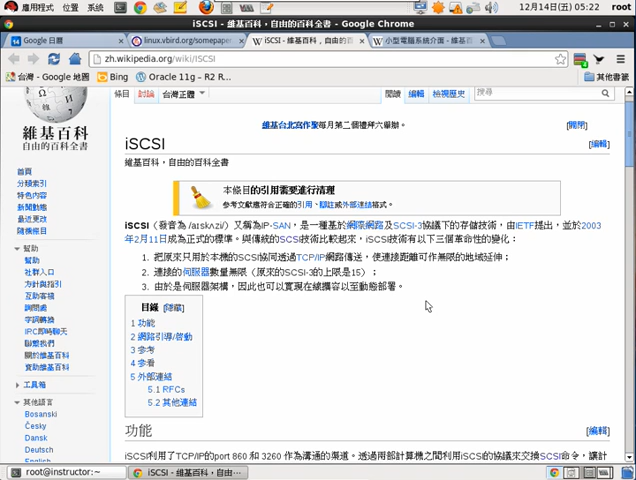 應用程式 位置 系統 12月14日(五) 05:22 root
iSCSI - 維基百科，自由的百科全書 - Google Chrome
Google 日曆 linux.vbird.org/somepaper iSCSI - 維基百科，自由的百 小型電腦系統介面 - 維基百
zh.wikipedia.org/wiki/ISCSI
台灣 - Google 地圖 Bing Oracle 11g - R2 R... 其他書籤
條目 討論 台灣正體 閱讀 編輯 檢視歷史 搜尋
維基百科
自由的百科全書
維基台北寫作聚每月第二個禮拜六舉辦。 [關閉]
iSCSI [編輯]
維基百科，自由的百科全書
本條目的引用需要進行清理
參考文獻應符合正確的引用、腳註或外部連結格式。
iSCSI（發音為 /aɪskʌzi/）又稱為IP-SAN，是一種基於網際網路及SCSI-3協議下的存儲技術，由IETF提出，並於2003
年2月11日成為正式的標準。與傳統的SCSI技術比較起來，iSCSI技術有以下三個革命性的變化：
1. 把原來只用於本機的SCSI協同透過TCP/IP網路傳送，使連接距離可作無限的地域延伸；
2. 連接的伺服器數量無限（原來的SCSI-3的上限是15）；
3. 由於是伺服器架構，因此也可以實現在線擴容以至動態部署。
目錄 [隱藏]
1 功能
2 網路引導/啓動
3 參考
4 參看
5 外部連結
5.1 RFCs
5.2 其他連結
功能 [編輯]
iSCSI利用了TCP/IP的port 860 和 3260 作為溝通的渠道。透過兩部計算機之間利用iSCSI的協議來交換SCSI命令，讓計
首頁
分類索引
特色內容
新聞動態
最近更改
隨機條目
幫助
幫助
社群入口
方針與指引
互助客棧
詢問處
字詞轉換
IRC即時聊天
聯繫我們
關於維基百科
資助維基百科
工具箱
其他語言
Bosanski
Česky
Dansk
Deutsch
English
root@instructor:~ iSCSI - 維基百科，自由...